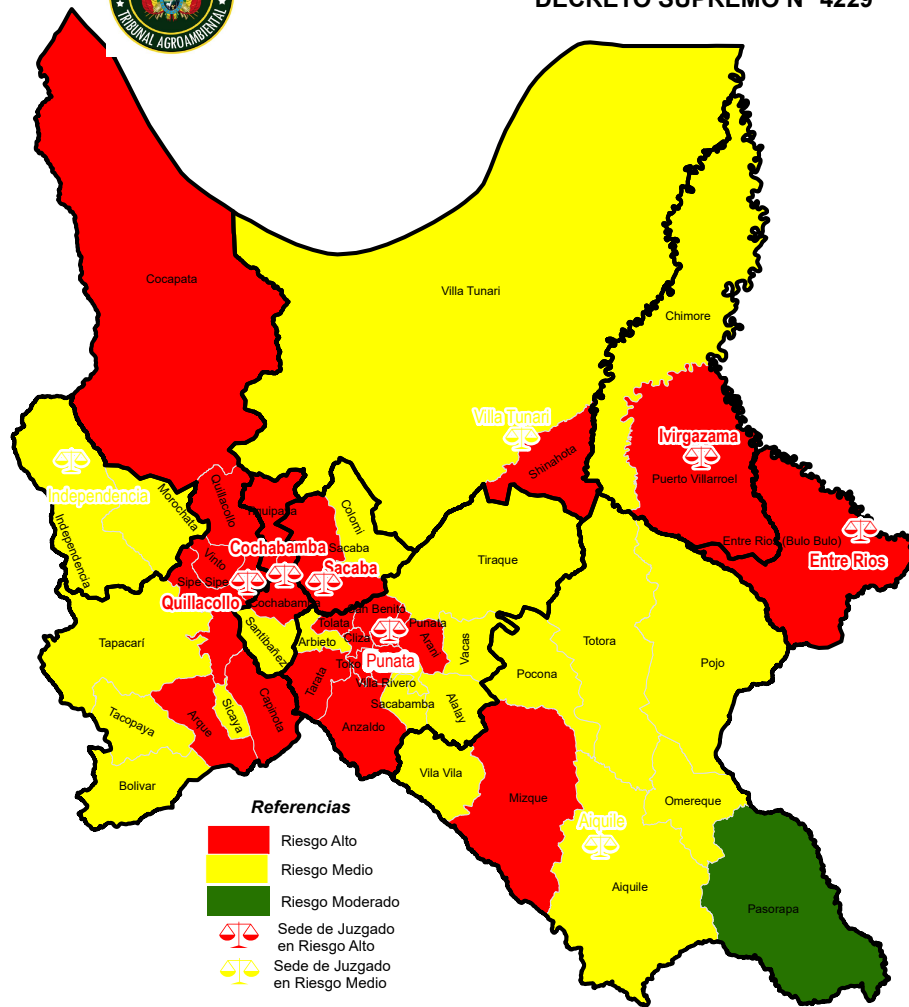 DECRETO SUPREMO N° 4229
TRIBUNAL AGROAMBIENTAL
Cocapata
Villa Tunari
Chimore
Villa Tunari
Shinahota
Ivirgazama
Puerto Villarroel
Independencia
Morochata
Independencia
Quillacollo
Colomi
Sacaba
Entre Rios (Bulo Bulo)
Entre Rios
Vinto
Cochabamba
Sacaba
Tiraque
Sipe Sipe
Quillacollo
Cochabamba
San Benito
Tolata
Punata
Arani
Vacas
Santibañez
Arbieto
Cliza
Toko
Punata
Tapacarí
Totora
Pojo
Pocona
Tarata
Villa Rivero
Sacabamba
Alalay
Tacopaya
Arque
Sicaya
Capinota
Anzaldo
Bolivar
Vila Vila
Mizque
Omereque
Aiquile
Aiquile
Pasorapa
Referencias
Riesgo Alto
Riesgo Medio
Riesgo Moderado
Sede de Juzgado
en Riesgo Alto
Sede de Juzgado
en Riesgo Medio